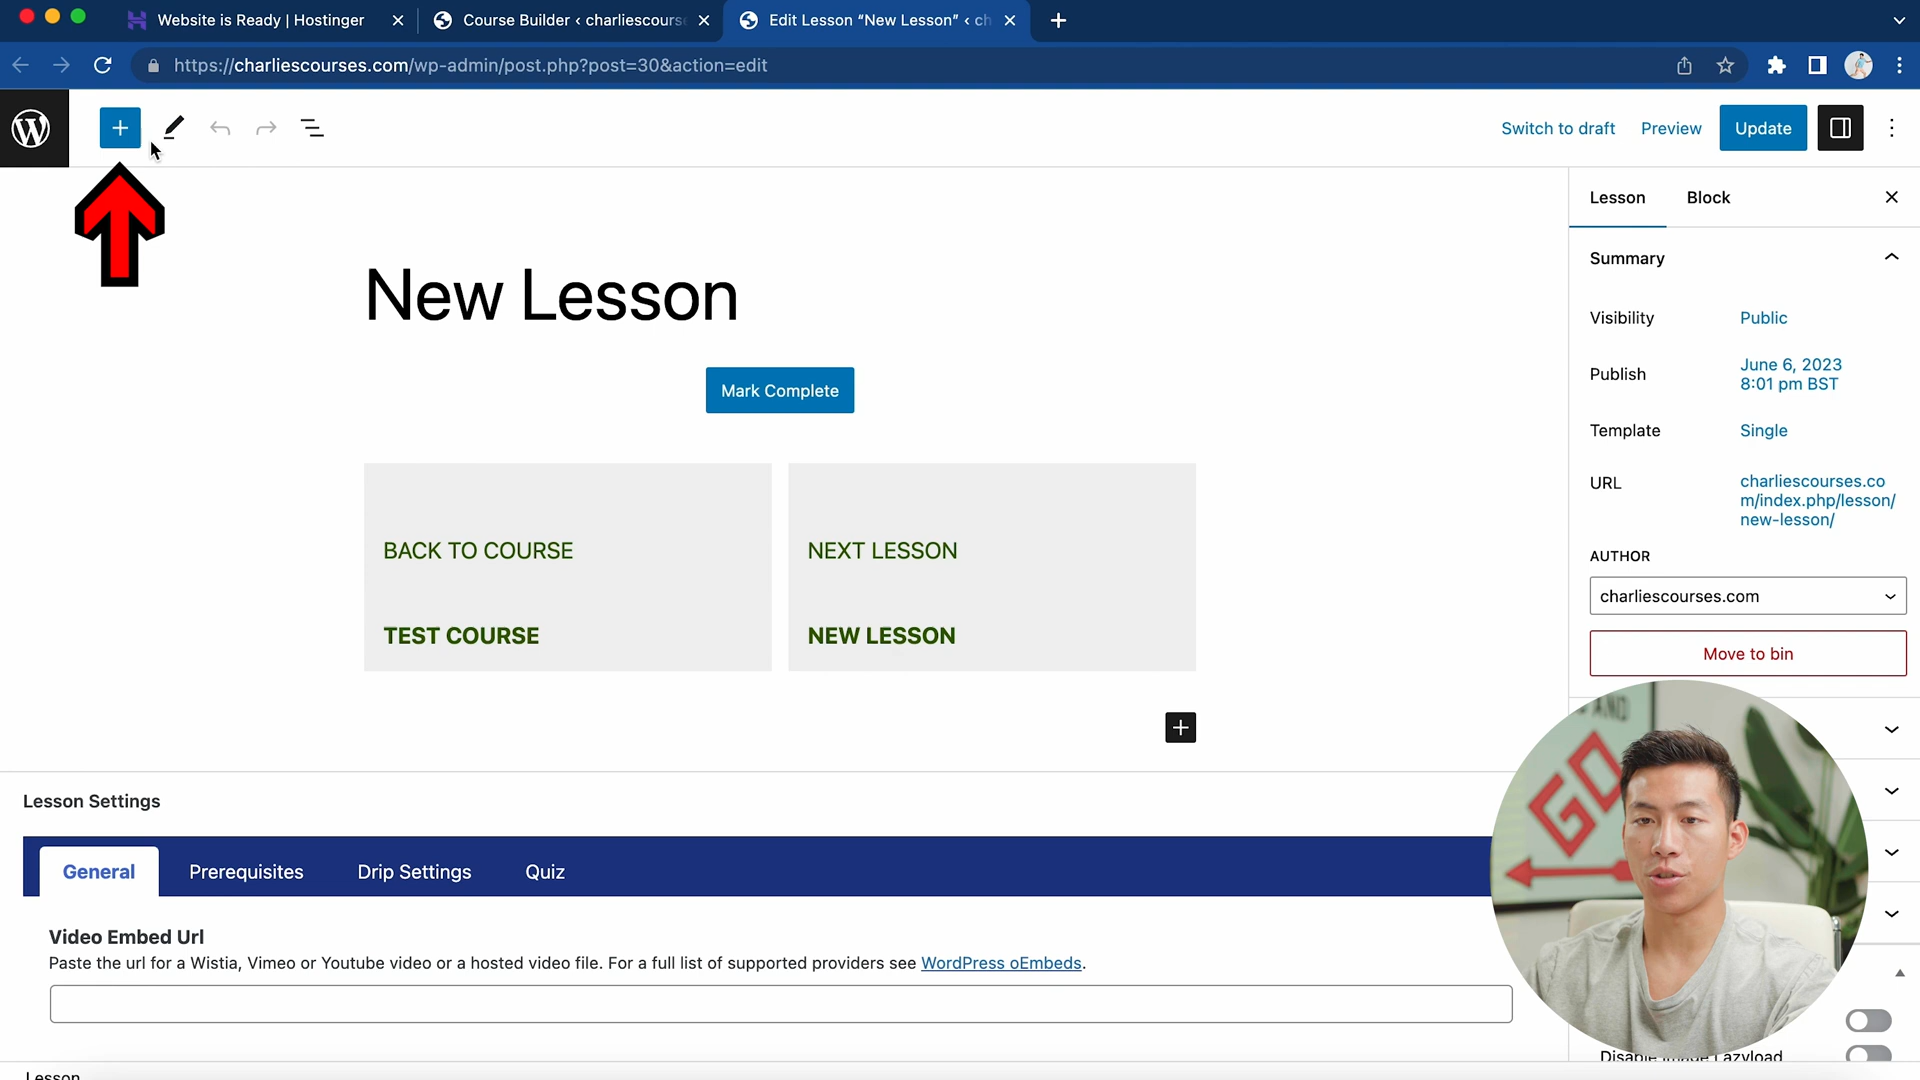 Website is Ready | Hostinger
Course Builder ‹ charliescours
Edit Lesson “New Lesson” ‹ ch
https://charliescourses.com/wp-admin/post.php?post=30&action=edit
Switch to draft
Preview
Update
Lesson
Block
New Lesson
Mark Complete
BACK TO COURSE
TEST COURSE
NEXT LESSON
NEW LESSON
Summary
Visibility
Public
Publish
June 6, 2023
8:01 pm BST
Template
Single
URL
charliescourses.co
m/index.php/lesson/
new-lesson/
AUTHOR
charliescourses.com
Move to bin
Lesson Settings
General
Prerequisites
Drip Settings
Quiz
Video Embed Url
Paste the url for a Wistia, Vimeo or Youtube video or a hosted video file. For a full list of supported providers see WordPress oEmbeds.
AND
GO
Disable Image Lazyload
Lesson